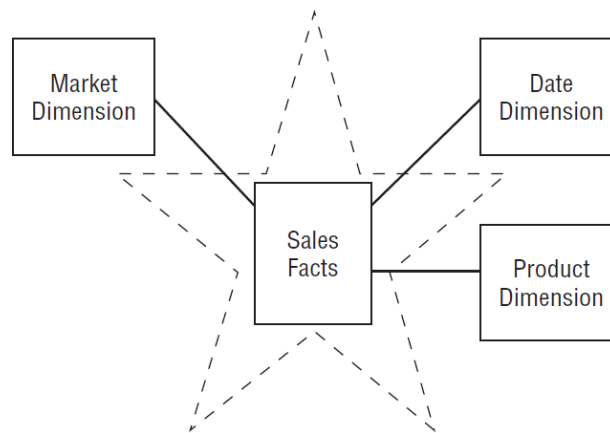 Market
Dimension
Date
Dimension
Sales
Facts
Product
Dimension